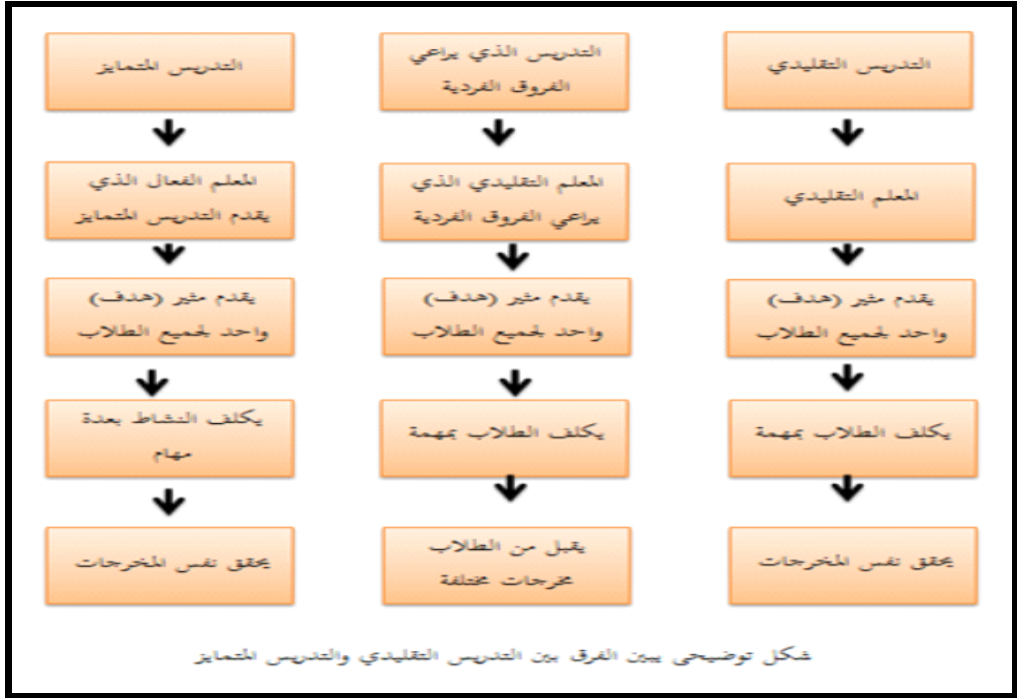 التدريس التقليدي
المعلم التقليدي
يقدم مثير (هدف)
واحد لجميع الطلاب
يكلف الطلاب بمهمة
يحقق نفس المخرجات
التدريس الذي يراعي
الفروق الفردية
المعلم التقليدي الذي
يراعي الفروق الفردية
يقدم مثير (هدف)
واحد لجميع الطلاب
يكلف الطلاب بمهمة
يقبل من الطلاب
مخرجات مختلفة
التدريس المتمايز
المعلم الفعال الذي
يقدم التدريس المتمايز
يقدم مثير (هدف)
واحد لجميع الطلاب
يكلف النشاط بعدة
مهام
يحقق نفس المخرجات
شكل توضيحى يبين الفرق بين التدريس التقليدي والتدريس المتمايز